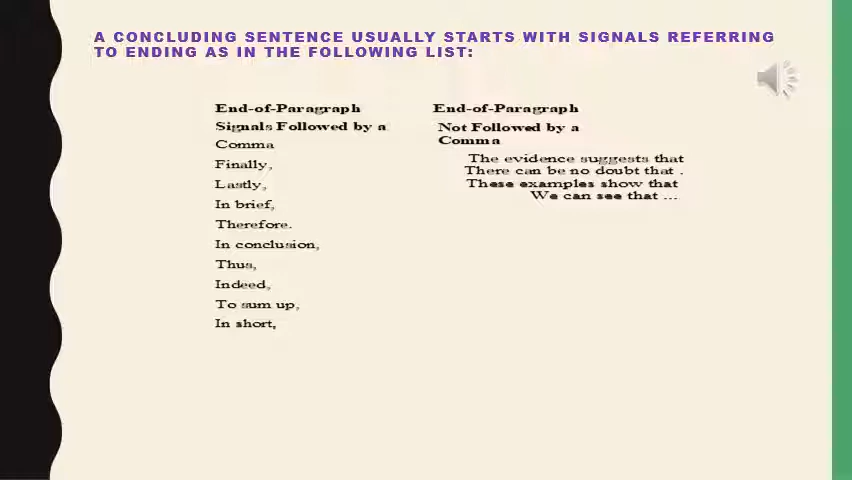 A CONCLUDING SENTENCE USUALLY STARTS WITH SIGNALS REFERRING
TO ENDING AS IN THE FOLLOWING LIST:
End-of-Paragraph
Signals Followed by a
Comma
Finally,
Lastly,
In brief,
Therefore.
In conclusion,
Thus,
Indeed,
To sum up,
In short,
End-of-Paragraph
Not Followed by a
Comma
The evidence suggests that
There can be no doubt that .
These examples show that
We can see that ...